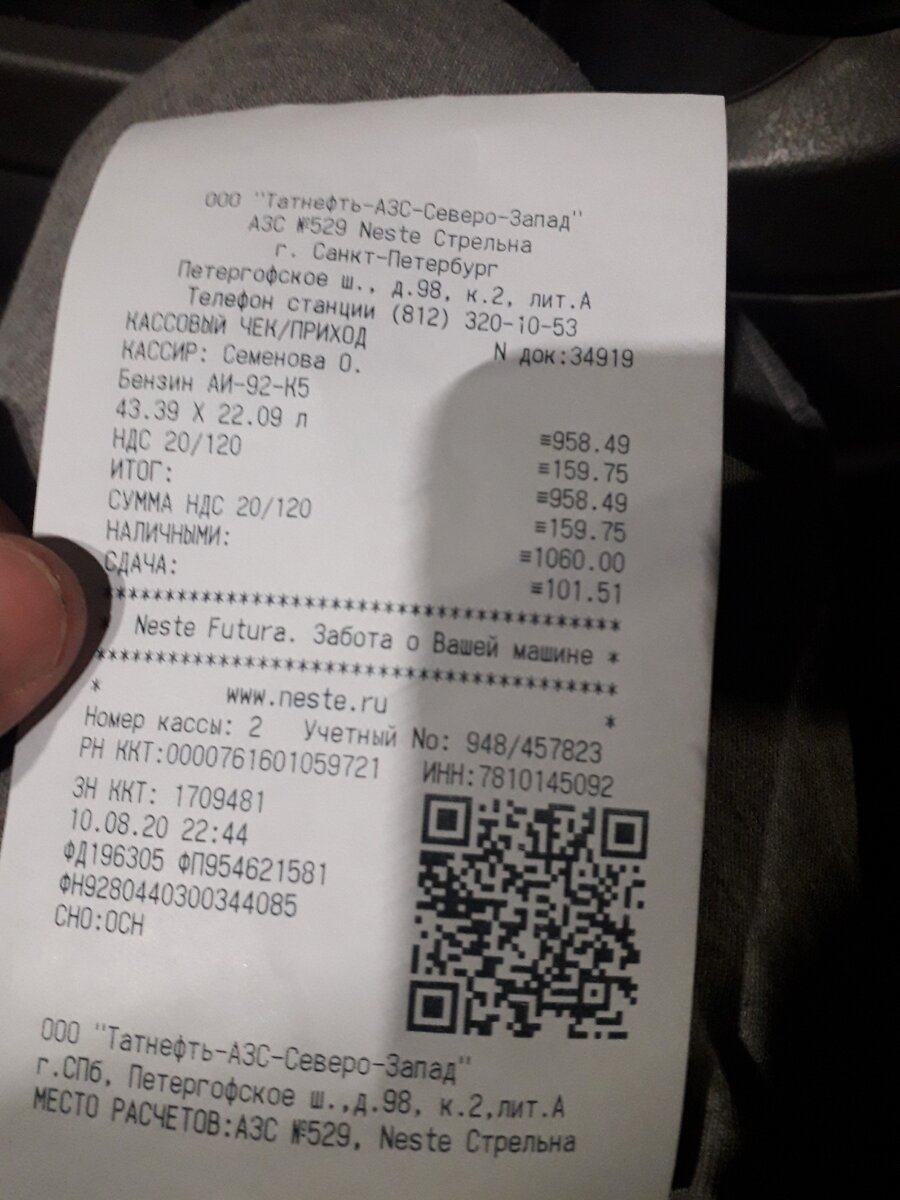 ООО "Татнефть-АЗС-Северо-Запад"
АЗС №529 Neste Стрельна
г. Санкт-Петербург
Петергофское ш., д.98, к.2, лит.А
Телефон станции (812) 320-10-53
КАССОВЫЙ ЧЕК/ПРИХОД
КАССИР: Семенова О. N док:34919
Бензин АИ-92-К5
43.39 X 22.09 л ≡958.49
НДС 20/120 ≡159.75
ИТОГ: ≡958.49
СУММА НДС 20/120 ≡159.75
НАЛИЧНЫМИ: ≡1060.00
СДАЧА: ≡101.51
******************************************
Neste Futura. Забота о Вашей машине *
******************************************
* www.neste.ru *
Номер кассы: 2 Учетный No: 948/457823
РН ККТ:0000761601059721 ИНН:7810145092
ЗН ККТ: 1709481
10.08.20 22:44
ФД196305 ФП954621581
ФН9280440300344085
СНО:ОСН
ООО "Татнефть-АЗС-Северо-Запад"
г.СПб, Петергофское ш.,д.98, к.2,лит.А
МЕСТО РАСЧЕТОВ:АЗС №529, Neste Стрельна